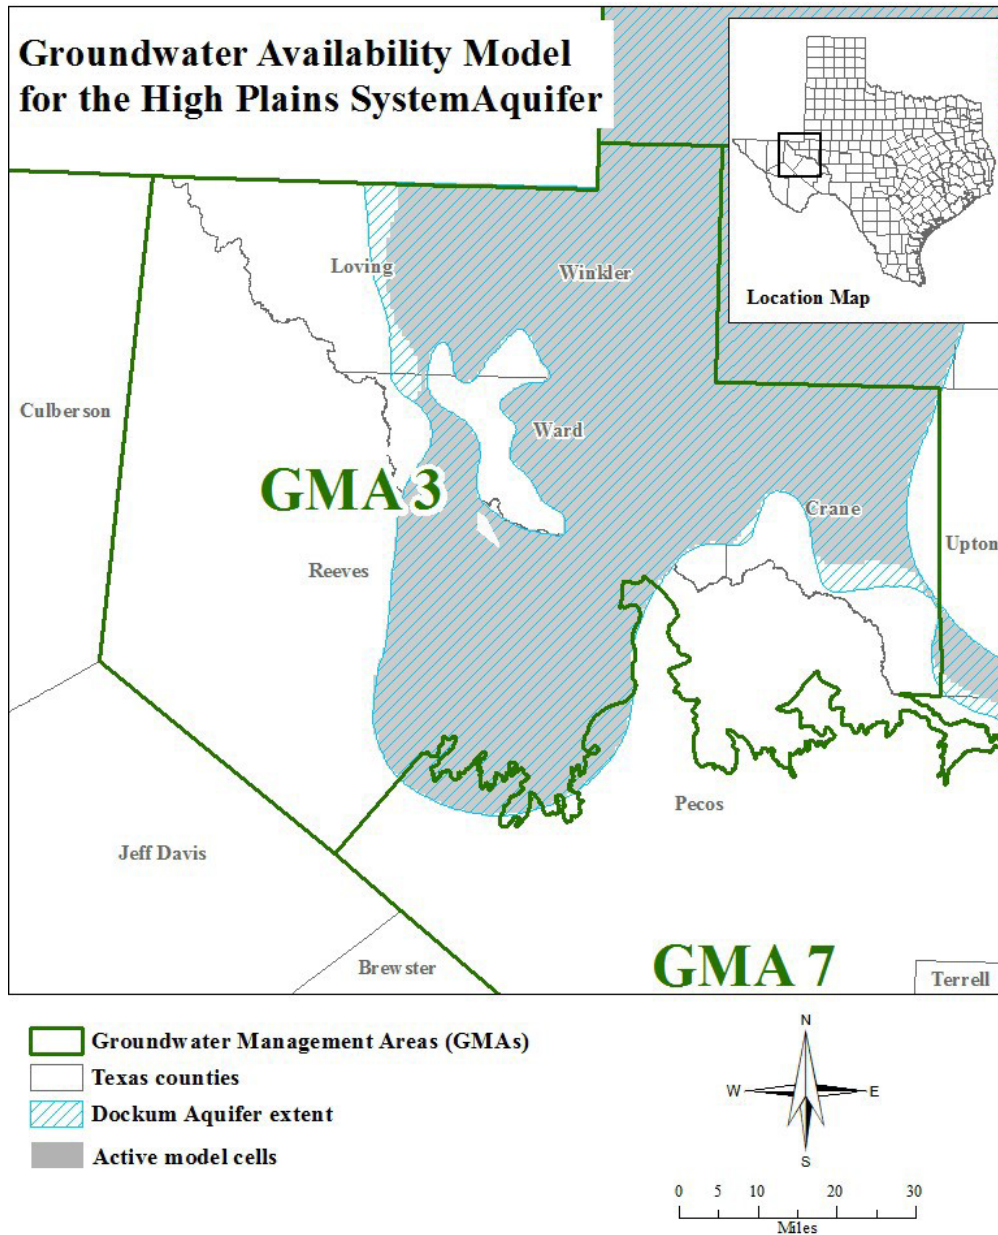 Groundwater Availability Model
for the High Plains SystemAquifer
Location Map
Loving
Winkler
Culberson
Ward
GMA 3
Crane
Upton
Reeves
Pecos
Jeff Davis
Brewster
GMA 7
Terrell
Groundwater Management Areas (GMAs)
Texas counties
Dockum Aquifer extent
Active model cells
N
W
E
S
0 5 10 20 30
Miles